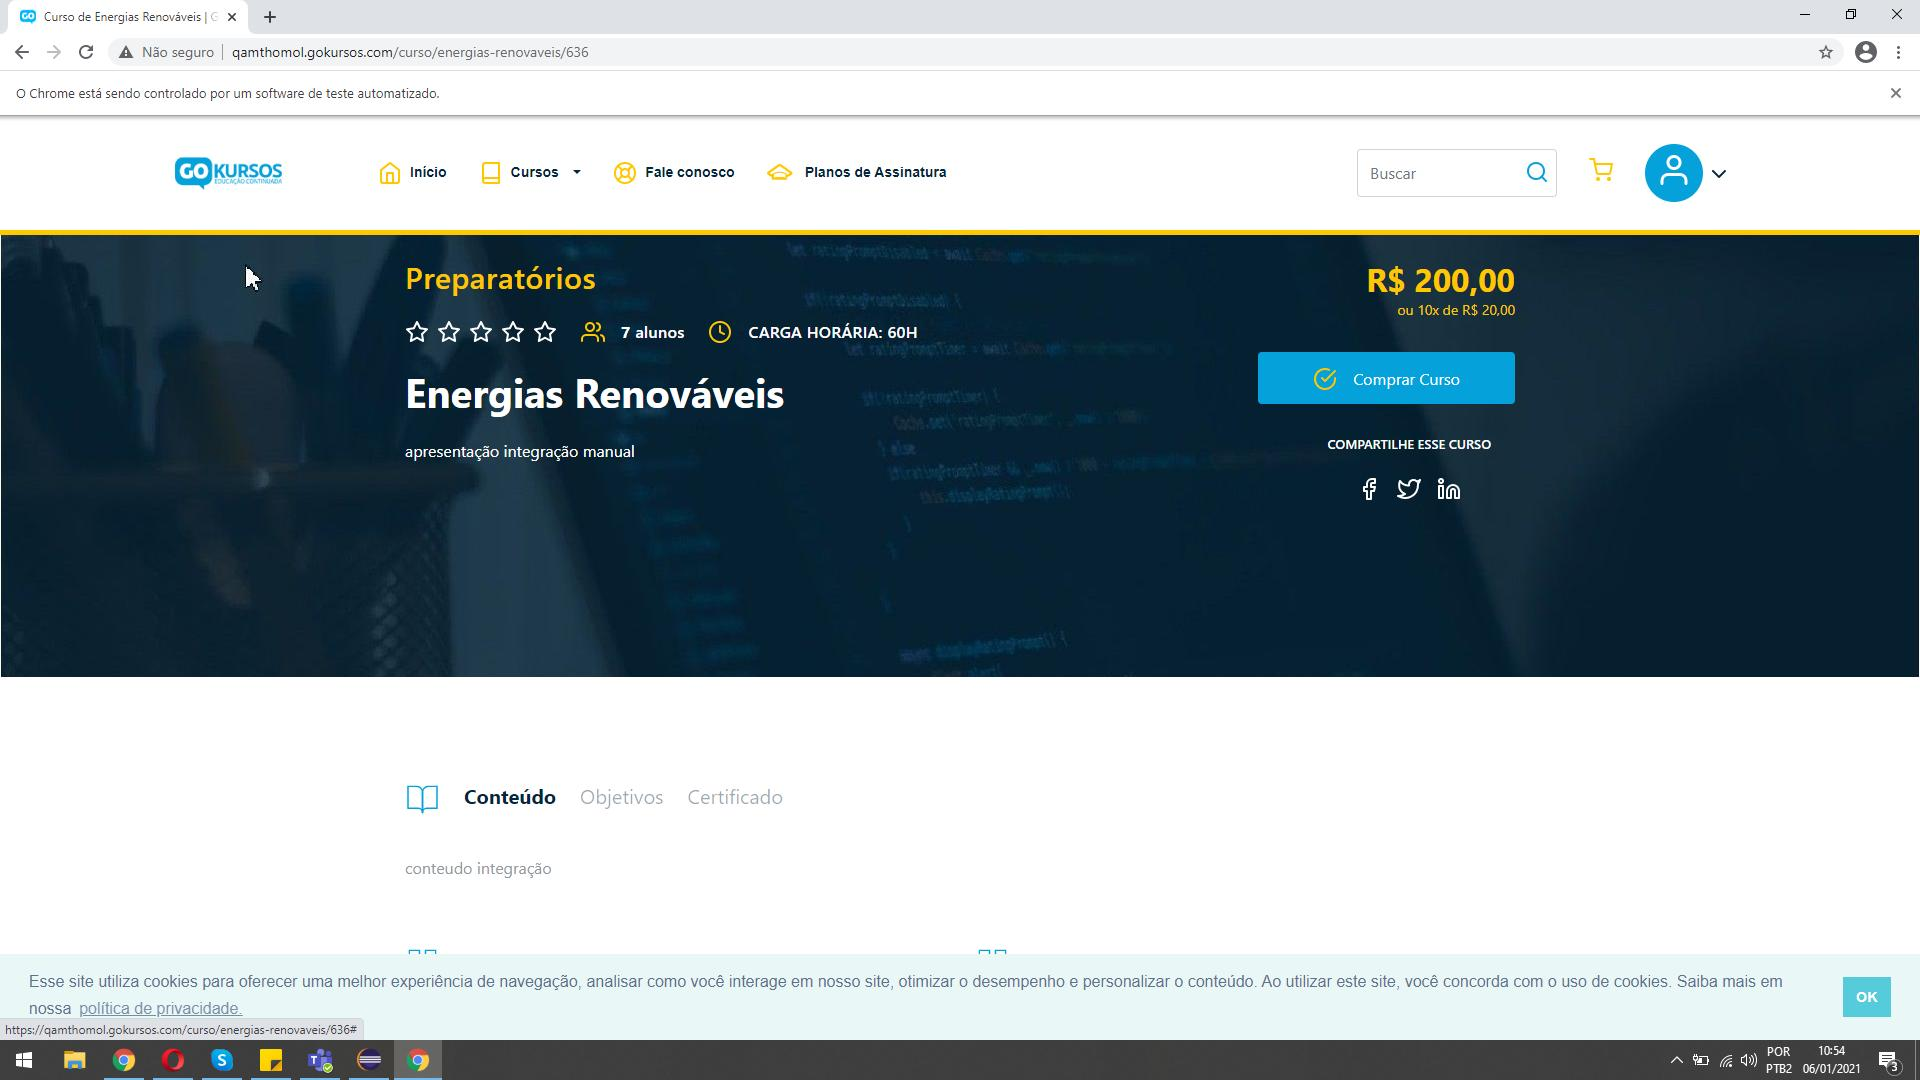 Curso de Energias Renováveis | G
Não seguro
qamthomol.gokursos.com/curso/energias-renovaveis/636
O Chrome está sendo controlado por um software de teste automatizado.
GO KURSOS
EDUCAÇÃO CONTINUADA
Início
Cursos
Fale conosco
Planos de Assinatura
Buscar
Preparatórios
R$ 200,00
ou 10x de R$ 20,00
7 alunos
CARGA HORÁRIA: 60H
Energias Renováveis
Comprar Curso
apresentação integração manual
COMPARTILHE ESSE CURSO
Conteúdo
Objetivos
Certificado
conteudo integração
Esse site utiliza cookies para oferecer uma melhor experiência de navegação, analisar como você interage em nosso site, otimizar o desempenho e personalizar o conteúdo. Ao utilizar este site, você concorda com o uso de cookies. Saiba mais em
nossa política de privacidade.
OK
https://qamthomol.gokursos.com/curso/energias-renovaveis/636#
POR
PTB2
10:54
06/01/2021
3